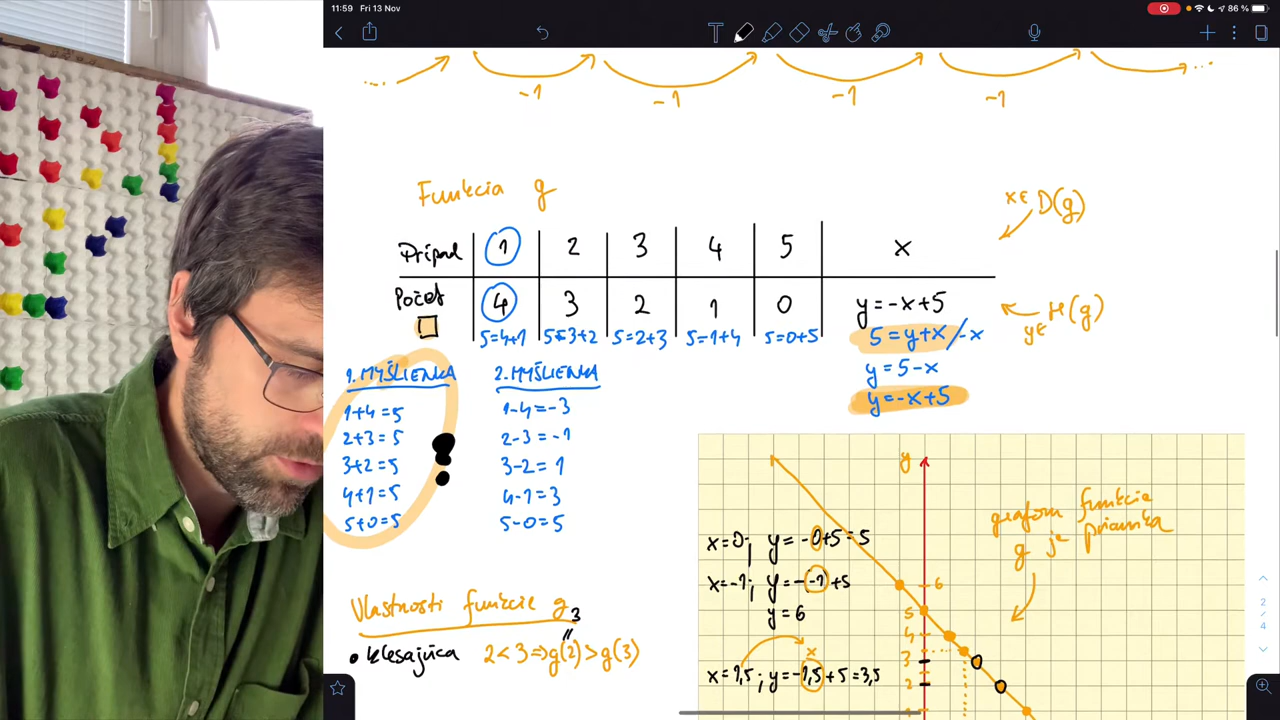 11:59 Fri 13 Nov
86 %
-1
-1
-1
-1
Funkcia g
x∈ D(g)
Prípad 1 2 3 4 5 x
Počet 4 3 2 1 0 y=-x+5
y∈ H(g)
5=4+1 5=3+2 5=2+3 5=1+4 5=0+5 5=y+x/-x
y=5-x
y=-x+5
1. MYŠLIENKA
1+4=5
2+3=5
3+2=5
4+1=5
5+0=5
2. MYŠLIENKA
1-4=-3
2-3=-1
3-2=1
4-1=3
5-0=5
y
grafom funkcie
g je priamka
x=0; y=-0+5=5
x=-1; y=--1+5
y=6
x
x=1,5; y=-1,5+5=3,5
6
5
4
3
2
1
Vlastnosti funkcie g
3
"
• klesajúca 2<3⇒g(2)>g(3)
2
4